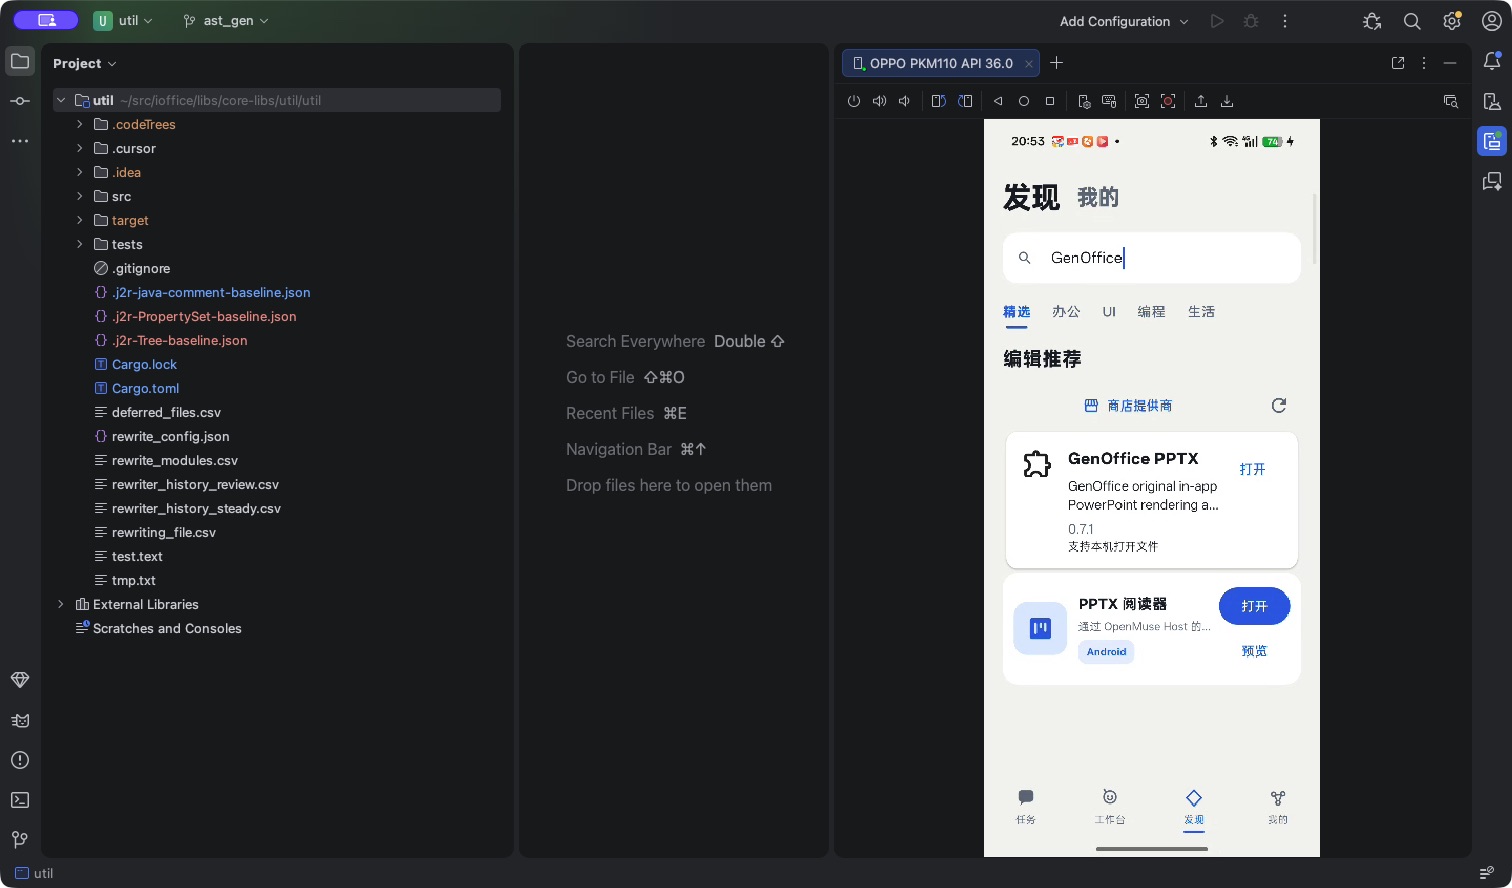 U util
ast_gen
Add Configuration
Project
util ~/src/ioffice/libs/core-libs/util/util
.codeTrees
.cursor
.idea
src
target
tests
.gitignore
.j2r-java-comment-baseline.json
.j2r-PropertySet-baseline.json
.j2r-Tree-baseline.json
Cargo.lock
Cargo.toml
deferred_files.csv
rewrite_config.json
rewrite_modules.csv
rewriter_history_review.csv
rewriter_history_steady.csv
rewriting_file.csv
test.text
tmp.txt
External Libraries
Scratches and Consoles
Search Everywhere Double ⇧
Go to File ⇧⌘O
Recent Files ⌘E
Navigation Bar ⌘↑
Drop files here to open them
OPPO PKM110 API 36.0
20:53
74
发现 我的
GenOffice
精选 办公 UI 编程 生活
编辑推荐
商店提供商
GenOffice PPTX
打开
GenOffice original in-app
PowerPoint rendering a...
0.7.1
支持本机打开文件
PPTX 阅读器
打开
通过 OpenMuse Host 的...
Android
预览
任务 工作台 发现 我的
util